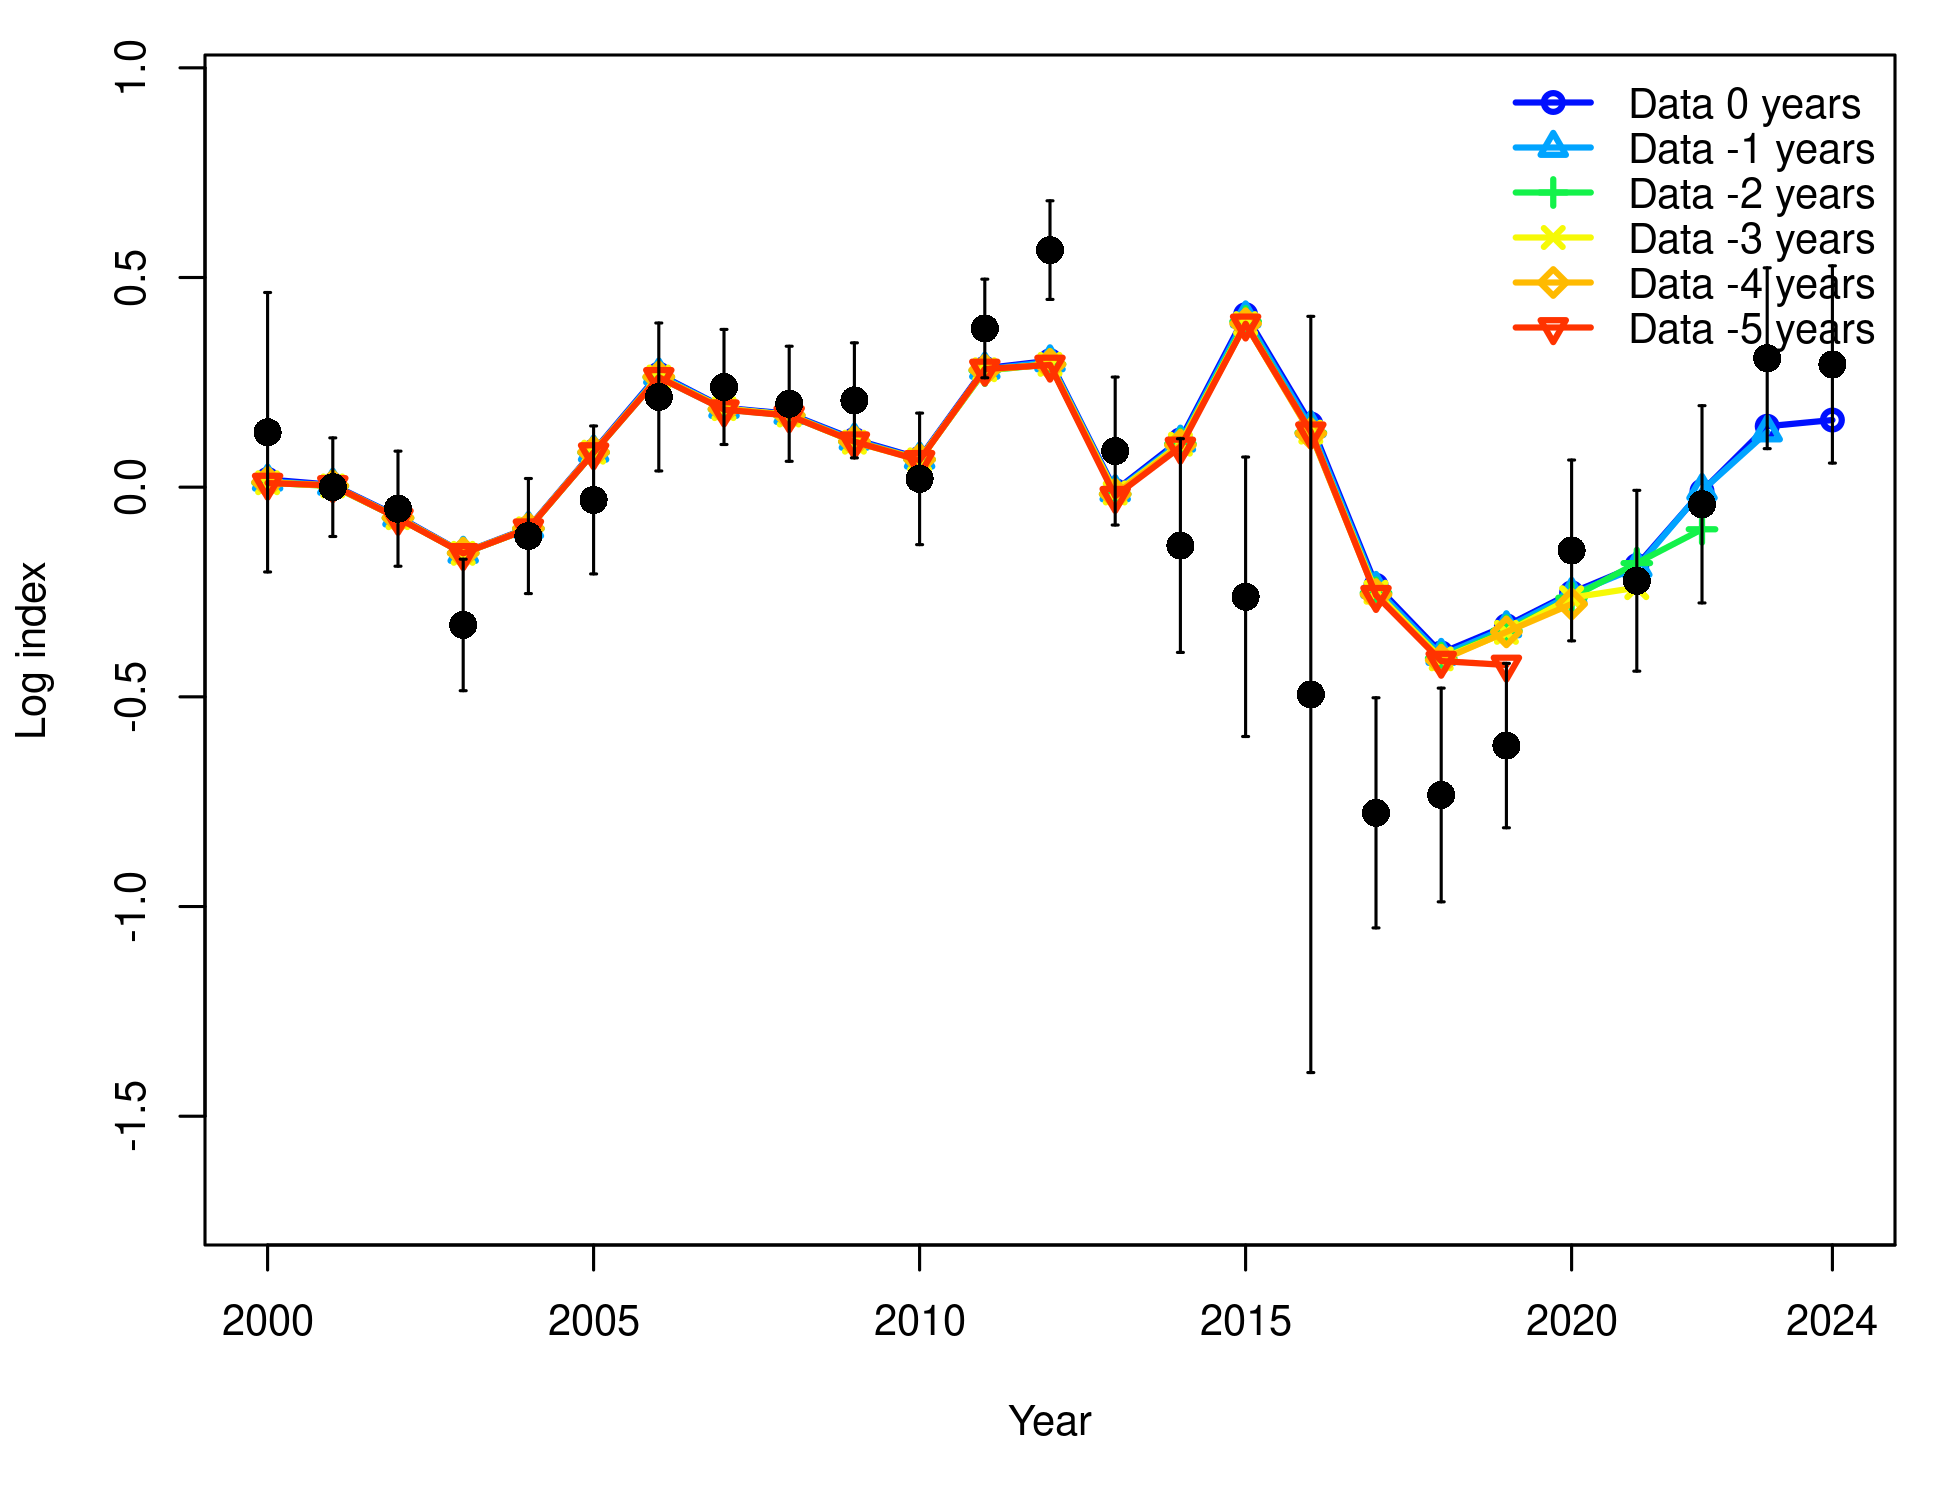 1.0
0.5
0.0
-0.5
-1.0
-1.5
Log index
Data 0 years
Data -1 years
Data -2 years
Data -3 years
Data -4 years
Data -5 years
2000 2005 2010 2015 2020 2024
Year